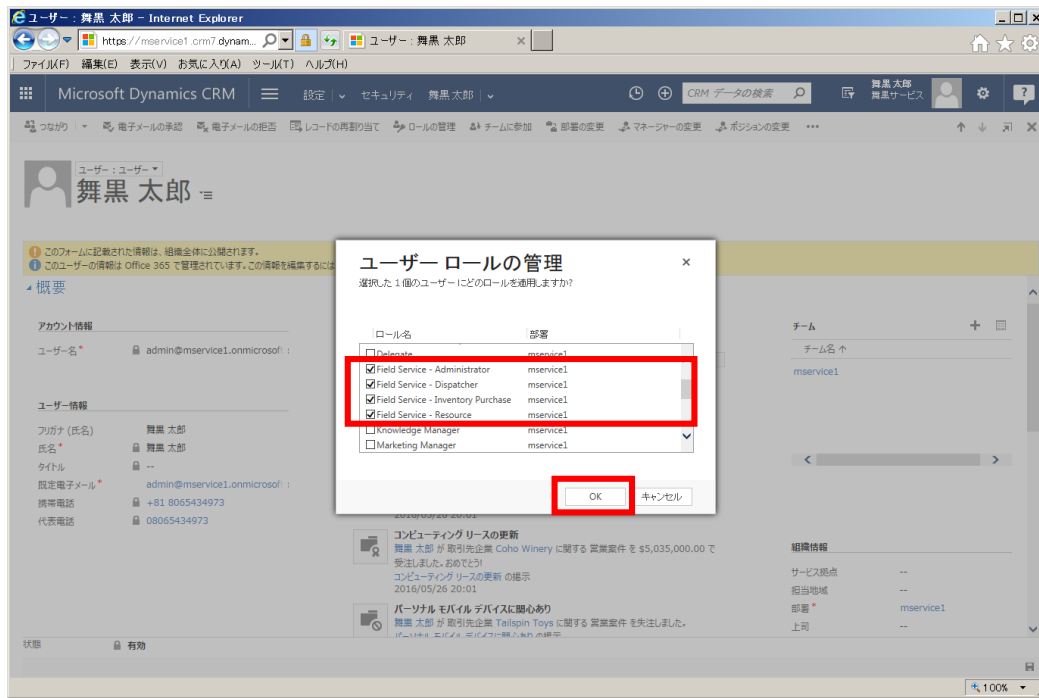 ユーザー : 舞黒 太郎 - Internet Explorer
https://mservice1.crm7.dynam...
ユーザー : 舞黒 太郎
ファイル(F) 編集(E) 表示(V) お気に入り(A) ツール(T) ヘルプ(H)
Microsoft Dynamics CRM 設定 セキュリティ 舞黒 太郎 CRM データの検索
舞黒 太郎
舞黒サービス
つながり 電子メールの承認 電子メールの拒否 レコードの再割り当て ロールの管理 チームに参加 部署の変更 マネージャーの変更 ポジションの変更 •••
ユーザー : ユーザー
舞黒 太郎
このフォームに記載された情報は、組織全体に公開されます。
このユーザーの情報は Office 365 で管理されています。この情報を編集するには
概要
アカウント情報
ユーザー名* admin@mservice1.onmicrosof
ユーザー情報
フリガナ (氏名) 舞黒 太郎
氏名* 舞黒 太郎
タイトル --
既定電子メール* admin@mservice1.onmicrosof
携帯電話 +81 8065434973
代表電話 08065434973
ユーザー ロールの管理
選択した 1 個のユーザーにどのロールを適用しますか?
ロール名 部署
Delegate mservice1
Field Service - Administrator mservice1
Field Service - Dispatcher mservice1
Field Service - Inventory Purchase mservice1
Field Service - Resource mservice1
Knowledge Manager mservice1
Marketing Manager mservice1
OK キャンセル
2016/05/26 20:01
コンピューティング リースの更新
舞黒 太郎 が 取引先企業 Coho Winery に関する 営業案件 を $5,035,000.00 で
受注しました。おめでとう!
コンピューティング リースの更新 の掲示
2016/05/26 20:01
パーソナル モバイル デバイスに関心あり
舞黒 太郎 が 取引先企業 Tailspin Toys に関する 営業案件 を失注しました。
パーソナル モバイル デバイスに関心あり の掲示
チーム
チーム名
mservice1
組織情報
サービス拠点 --
担当地域 --
部署* mservice1
上司 --
状態 有効
100%